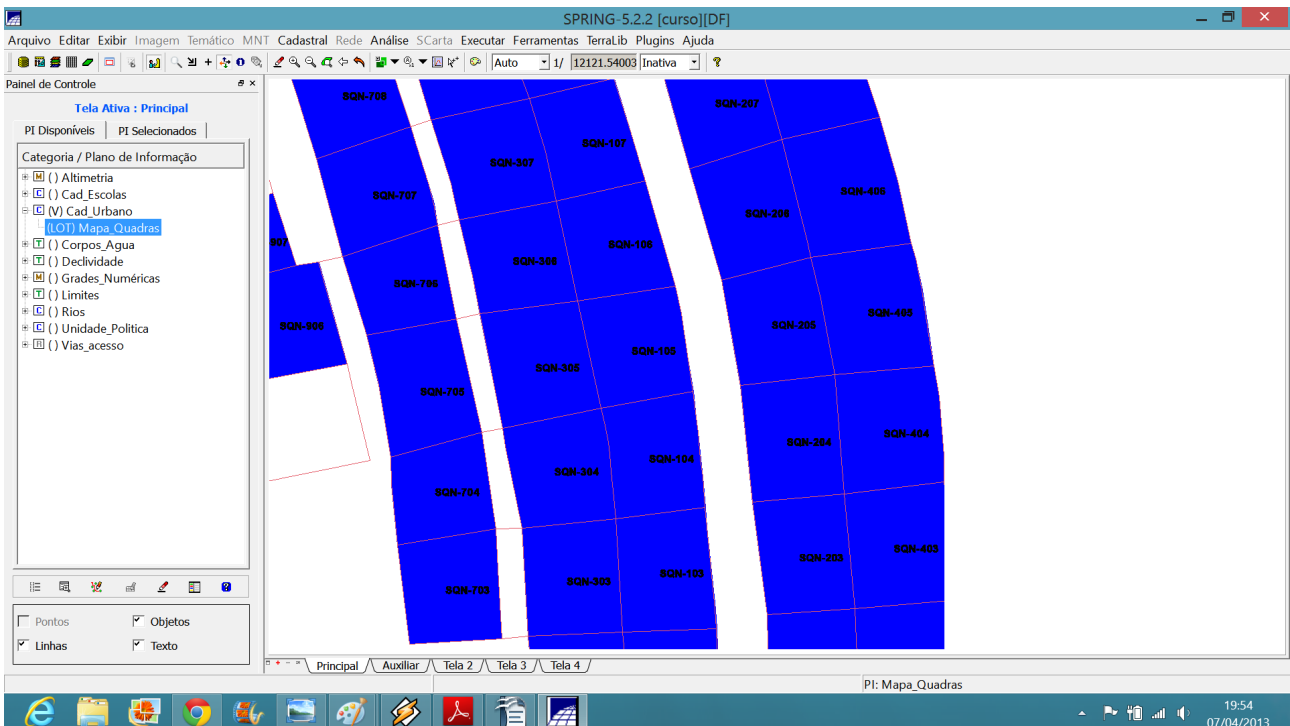 SPRING-5.2.2 [curso][DF]
Arquivo Editar Exibir Imagem Temático MNT Cadastral Rede Análise SCarta Executar Ferramentas TerraLib Plugins Ajuda
Auto 1/ 12121.54003 Inativa
Painel de Controle
Tela Ativa : Principal
PI Disponíveis PI Selecionados
Categoria / Plano de Informação
M ( ) Altimetria
C ( ) Cad_Escolas
C (V) Cad_Urbano
(LOT) Mapa_Quadras
T ( ) Corpos_Agua
T ( ) Declividade
M ( ) Grades_Numéricas
T ( ) Limites
C ( ) Rios
C ( ) Unidade_Politica
R ( ) Vias_acesso
Pontos Objetos
Linhas Texto
SQN-207
SQN-107
SQN-307
SQN-707
SQN-206
SQN-106
SQN-306
SQN-906
SQN-205
SQN-105
SQN-305
SQN-705
SQN-404
SQN-204
SQN-104
SQN-304
SQN-704
SQN-203
SQN-103
SQN-303
SQN-703
Principal Auxiliar Tela 2 Tela 3 Tela 4
PI: Mapa_Quadras
19:54
07/04/2013